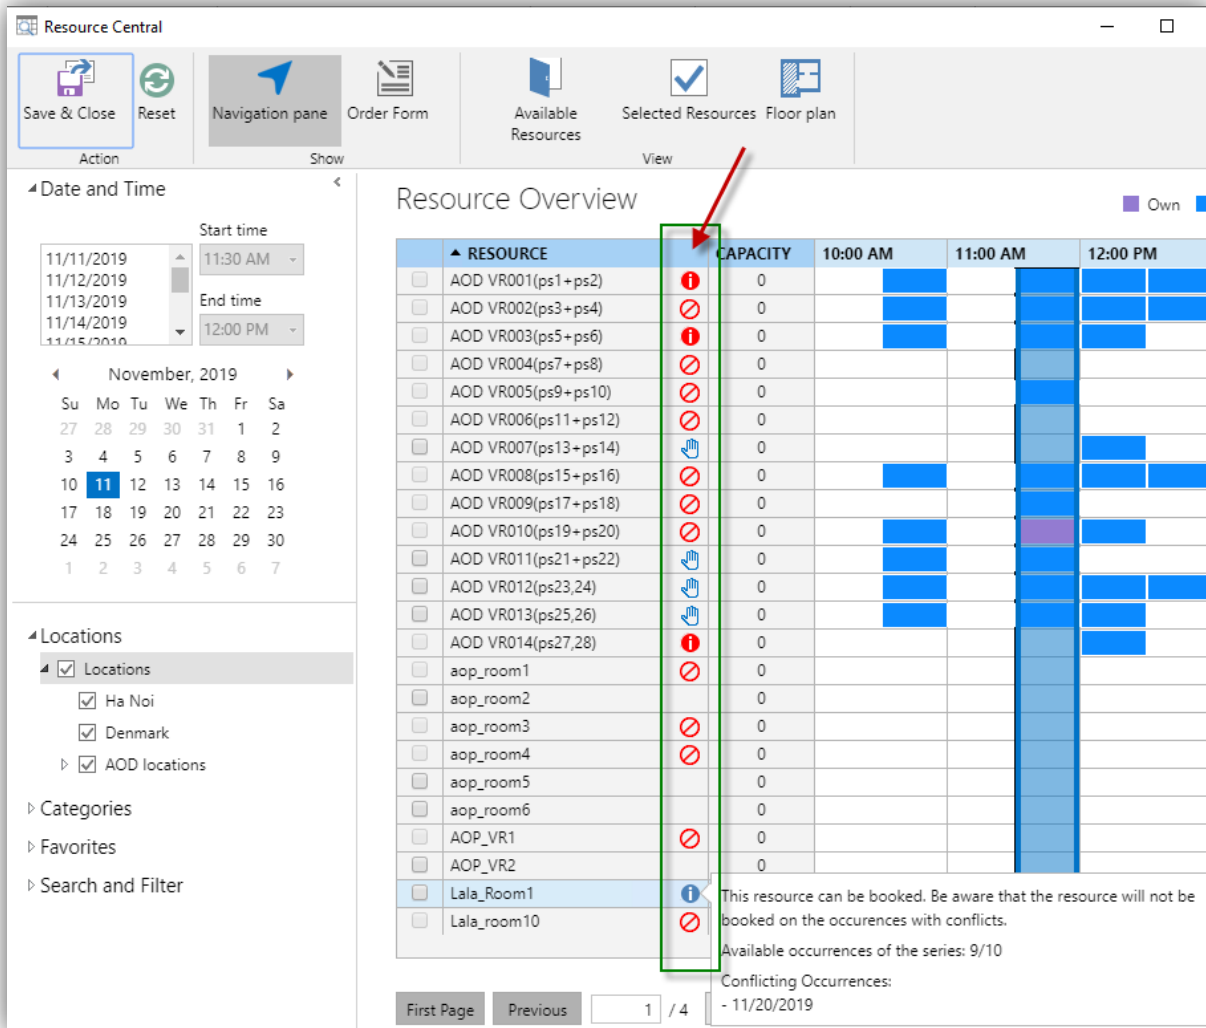 Resource Central
Save & Close
Reset
Navigation pane
Order Form
Available
Resources
Selected Resources
Floor plan
Action
Show
View
Date and Time
Start time
11/11/2019
11/12/2019
11/13/2019
11/14/2019
11/15/2019
11:30 AM
End time
12:00 PM
November, 2019
Su Mo Tu We Th Fr Sa
27 28 29 30 31 1 2
3 4 5 6 7 8 9
10 11 12 13 14 15 16
17 18 19 20 21 22 23
24 25 26 27 28 29 30
1 2 3 4 5 6 7
Locations
Locations
Ha Noi
Denmark
AOD locations
Categories
Favorites
Search and Filter
Resource Overview
Own
RESOURCE CAPACITY 10:00 AM 11:00 AM 12:00 PM
AOD VR001(ps1+ps2) 0
AOD VR002(ps3+ps4) 0
AOD VR003(ps5+ps6) 0
AOD VR004(ps7+ps8) 0
AOD VR005(ps9+ps10) 0
AOD VR006(ps11+ps12) 0
AOD VR007(ps13+ps14) 0
AOD VR008(ps15+ps16) 0
AOD VR009(ps17+ps18) 0
AOD VR010(ps19+ps20) 0
AOD VR011(ps21+ps22) 0
AOD VR012(ps23,24) 0
AOD VR013(ps25,26) 0
AOD VR014(ps27,28) 0
aop_room1 0
aop_room2 0
aop_room3 0
aop_room4 0
aop_room5 0
aop_room6 0
AOP_VR1 0
AOP_VR2 0
Lala_Room1
Lala_room10
This resource can be booked. Be aware that the resource will not be
booked on the occurences with conflicts.
Available occurrences of the series: 9/10
Conflicting Occurrences:
- 11/20/2019
First Page
Previous
1 / 4